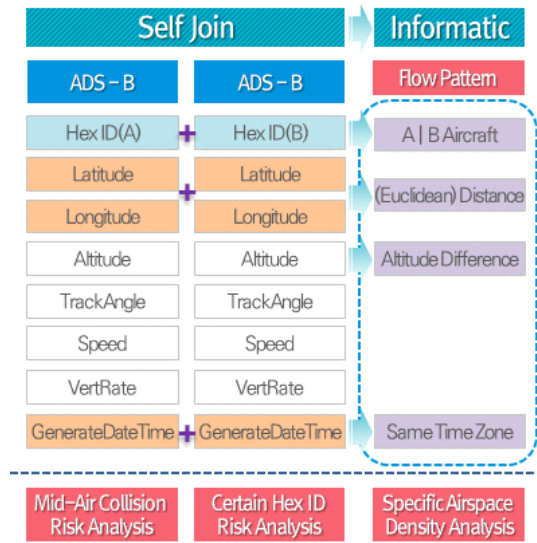 Self Join Informatic
ADS-B ADS-B Flow Pattern
Hex ID(A) + Hex ID(B) A | B Aircraft
Latitude + Latitude (Euclidean) Distance
Longitude Longitude
Altitude Altitude Altitude Difference
TrackAngle TrackAngle
Speed Speed
VertRate VertRate
GenerateDateTime + GenerateDateTime Same Time Zone
Mid-Air Collision Certain Hex ID Specific Airspace
Risk Analysis Risk Analysis Density Analysis